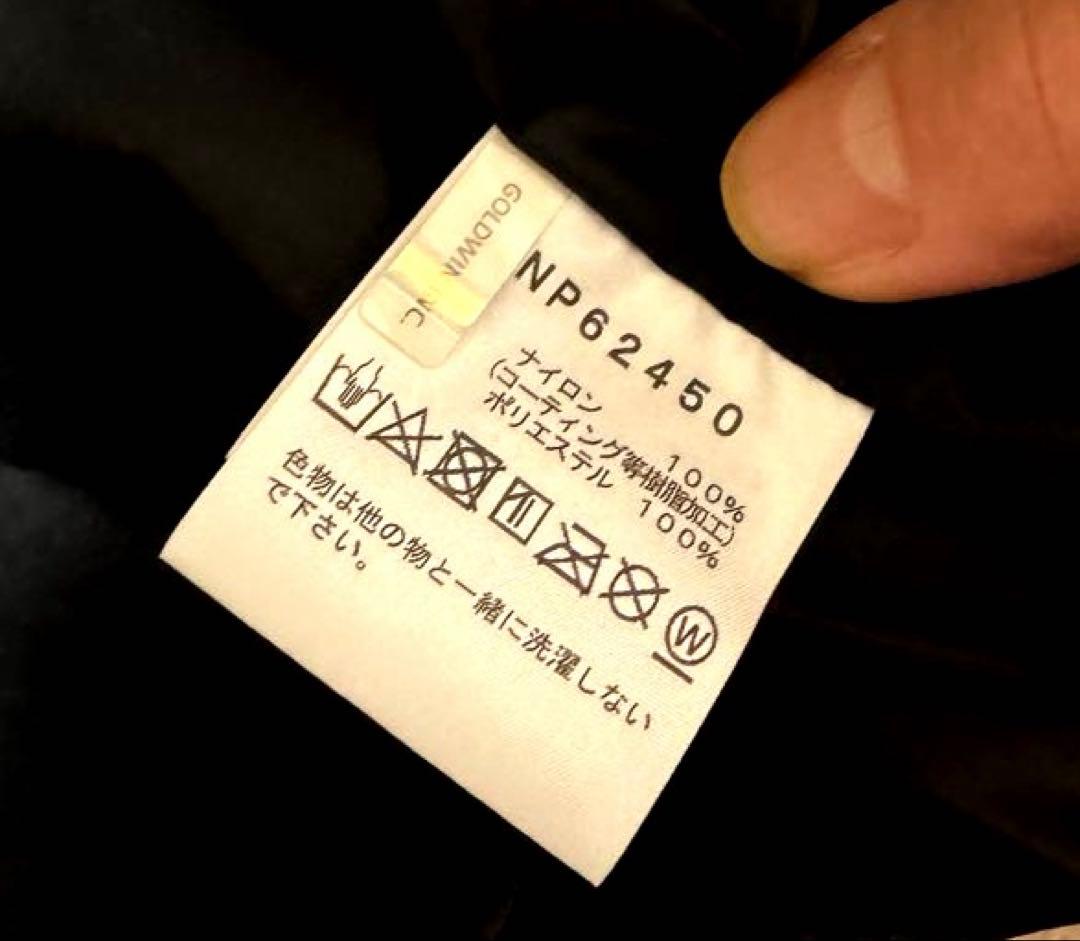 GOLDWIN INC
NP62450
ナイロン 100%
(コーティング等樹脂加工)
ポリエステル 100%
W
色物は他の物と一緒に洗濯しない
で下さい。